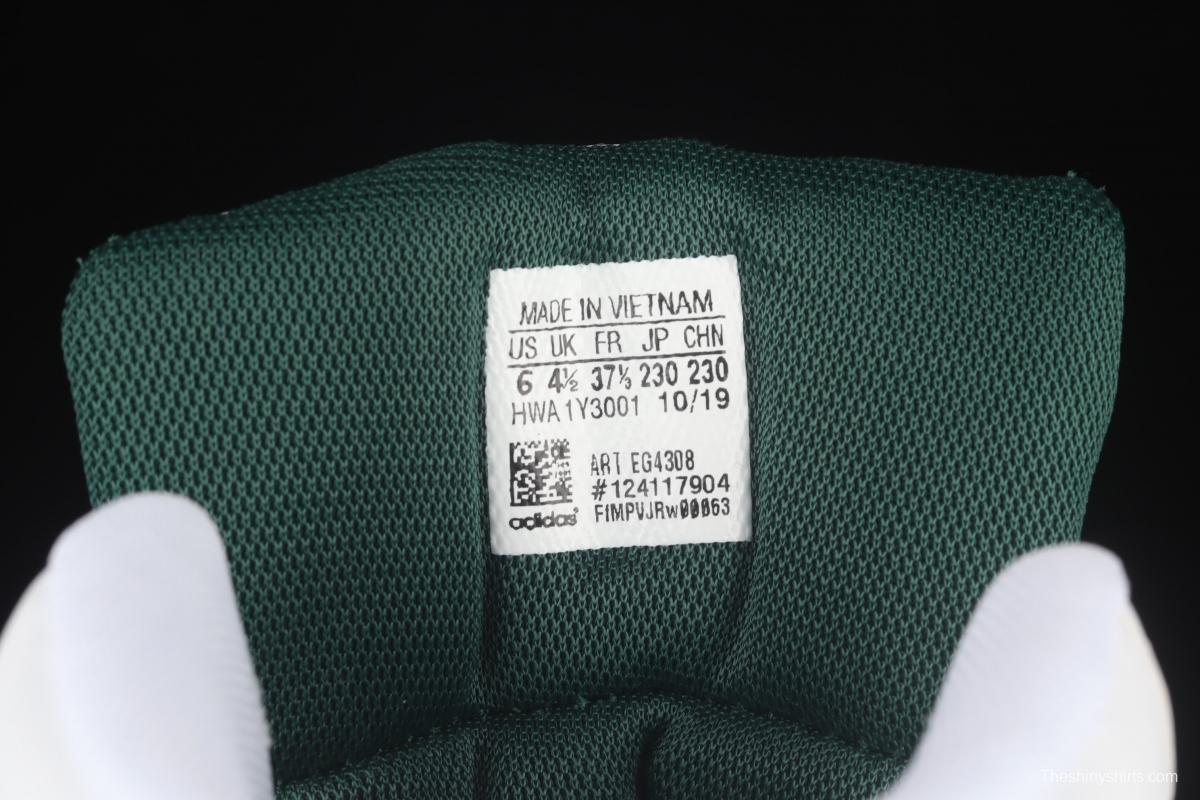 MADE IN VIETNAM
US UK FR JP CHN
6 4½ 37⅓ 230 230
HWA 1Y3001 10/19
ART EG4308
#124117904
adidas
Theshinyshirts.com